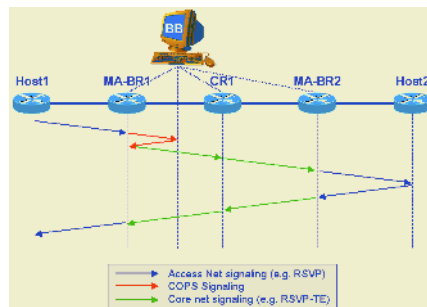 BB
Host1 MA-BR1 CR1 MA-BR2 Host2
Access Net signaling (e.g. RSVP)
COPS Signaling
Core net signaling (e.g. RSVP-TE)